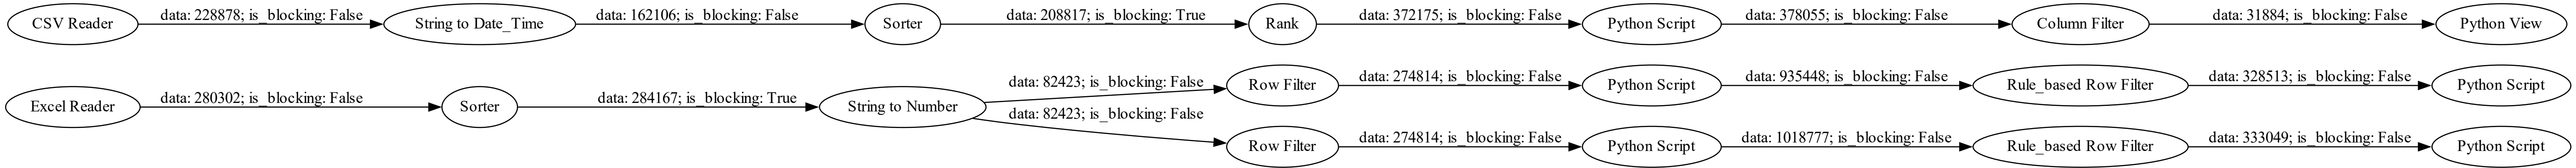 CSV Reader data: 228878; is_blocking: False String to Date_Time data: 162106; is_blocking: False Sorter data: 208817; is_blocking: True Rank data: 372175; is_blocking: False Python Script data: 378055; is_blocking: False Column Filter data: 31884; is_blocking: False Python View
Excel Reader data: 280302; is_blocking: False Sorter data: 284167; is_blocking: True String to Number
data: 82423; is_blocking: False Row Filter data: 274814; is_blocking: False Python Script data: 935448; is_blocking: False Rule_based Row Filter data: 328513; is_blocking: False Python Script
data: 82423; is_blocking: False Row Filter data: 274814; is_blocking: False Python Script data: 1018777; is_blocking: False Rule_based Row Filter data: 333049; is_blocking: False Python Script